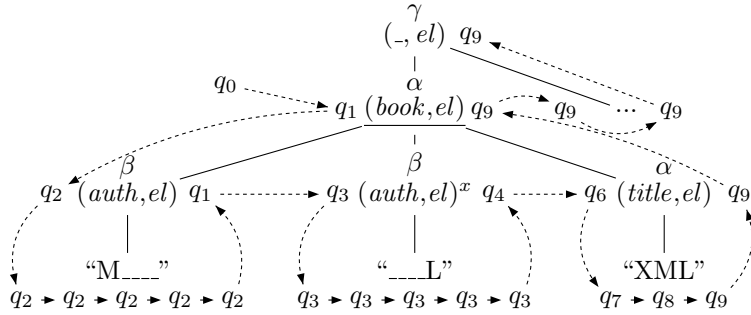 γ
(_, el) q9
α
q0
q1 (book,el) q9 q9 ... q9
β β α
q2 (auth,el) q1 q3 (auth,el)^x q4 q6 (title,el) q9
“M____” “____L” “XML”
q2 q2 q2 q2 q2 q3 q3 q3 q3 q3 q7 q8 q9